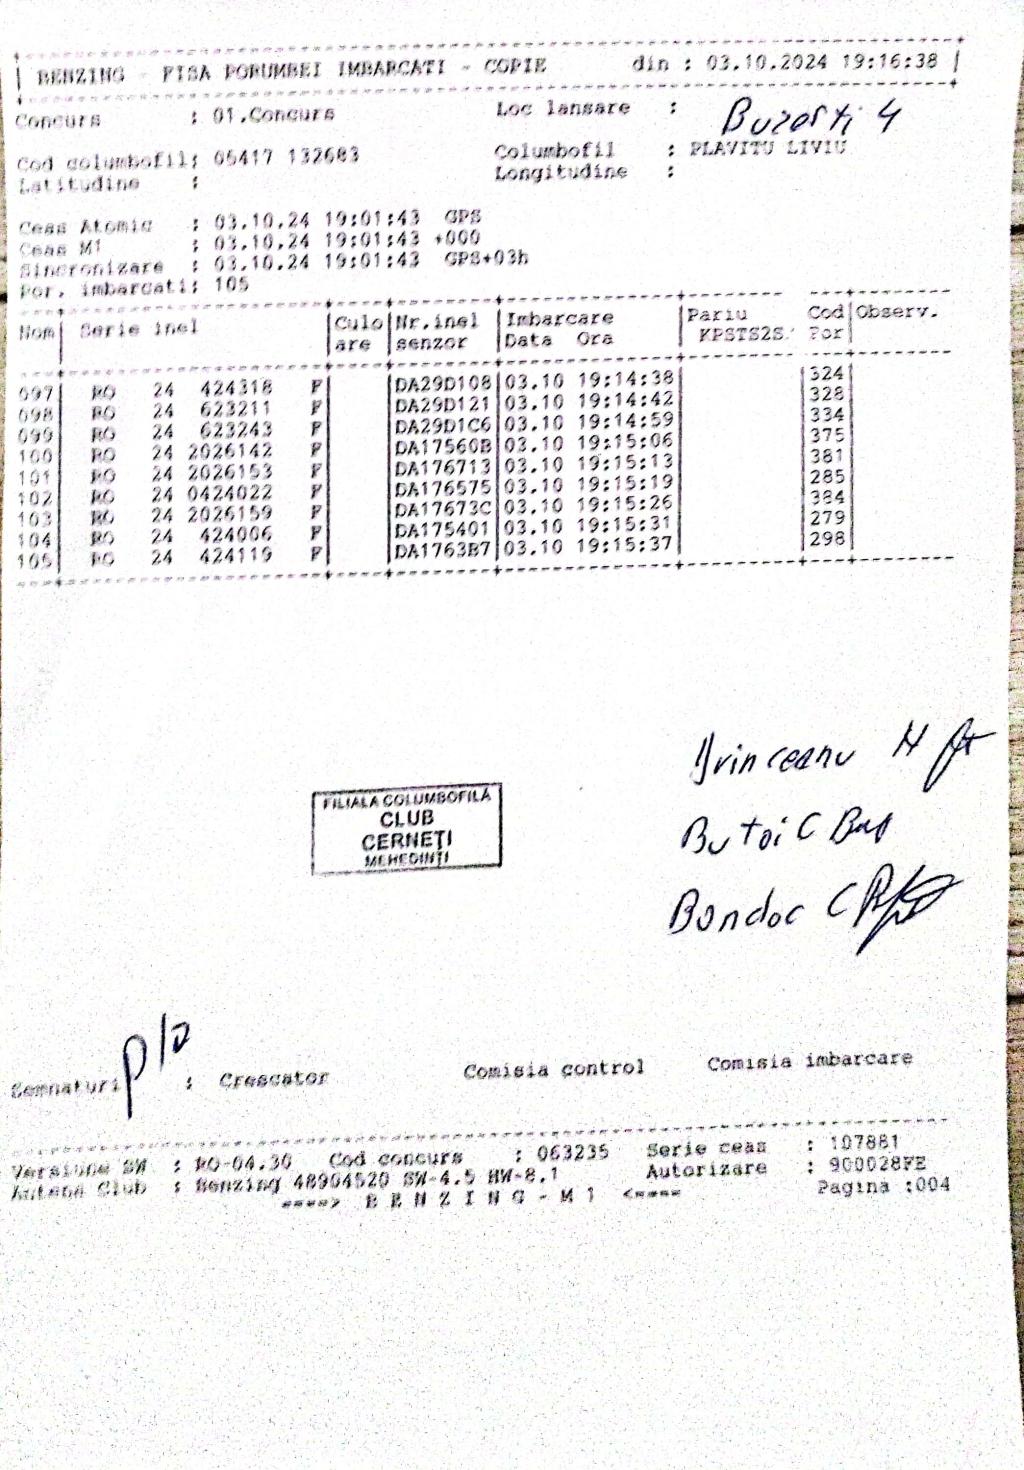 BENZING - FISA PORUMBEI IMBARCATI - COPIE din : 03.10.2024 19:16:38
Concurs : 01.Concurs Loc lansare : Buzesti 4
Cod columbofil: 05417 132683 Columbofil : PLAVITU LIVIU
Latitudine : Longitudine :
Ceas Atomic : 03.10.24 19:01:43 GPS
Ceas M1 : 03.10.24 19:01:43 +000
Sincronizare : 03.10.24 19:01:43 GPS+03h
Por. imbarcati: 105
Nom Serie inel Culo Nr.inel Imbarcare Pariu Cod Observ.
are senzor Data Ora KPSTS2S. Por
097 RO 24 424318 F DA29D108 03.10 19:14:38 324
098 RO 24 623211 F DA29D121 03.10 19:14:42 328
099 RO 24 623243 F DA29D1C6 03.10 19:14:59 334
100 RO 24 2026142 F DA17560B 03.10 19:15:06 375
101 RO 24 2026153 F DA176713 03.10 19:15:13 381
102 RO 24 0424022 F DA176575 03.10 19:15:19 285
103 RO 24 2026159 F DA17673C 03.10 19:15:26 384
104 RO 24 424006 F DA175401 03.10 19:15:31 279
105 RO 24 424119 F DA1763B7 03.10 19:15:37 298
FILIALA COLUMBOFILĂ
CLUB
CERNEȚI
MEHEDINȚI
Butoi C
Bondoc C
Semnaturi : Crescator Comisia control Comisia imbarcare
Versiune SW : RO-04.30 Cod concurs : 063235 Serie ceas : 107881
Antena Club : Benzing 48904520 SW-4.5 HW-8.1 Autorizare : 900028FE
====> B E N Z I N G - M 1 <==== Pagina :004